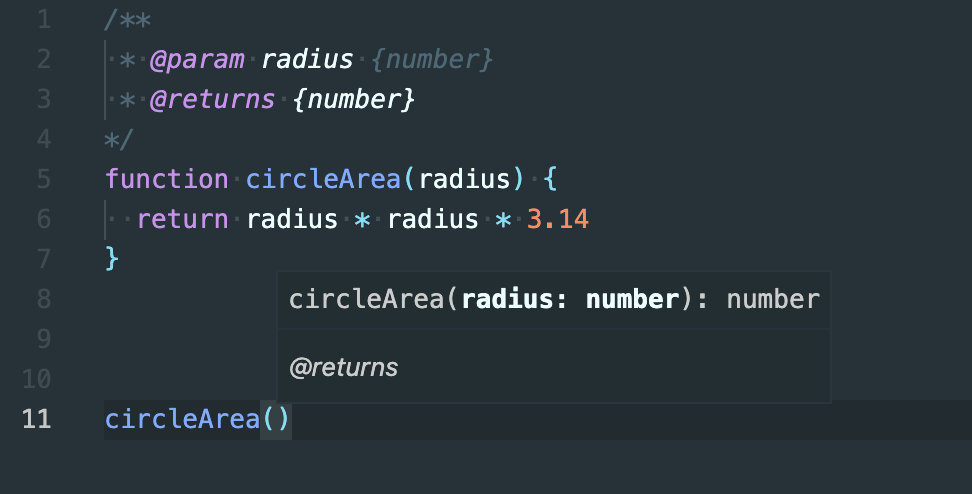 1 /**
2  * @param radius {number}
3  * @returns {number}
4 */
5 function circleArea(radius) {
6   return radius * radius * 3.14
7 }
8 circleArea(radius: number): number
9
10 @returns
11 circleArea()